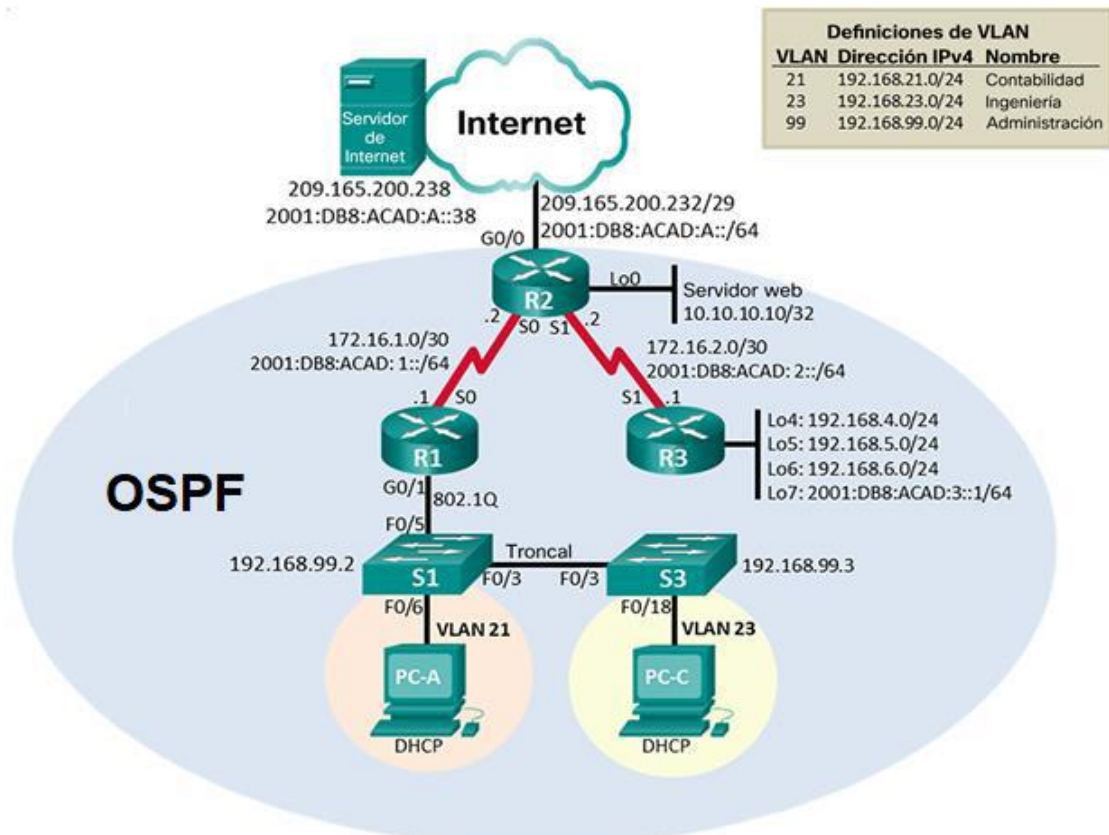 Definiciones de VLAN
VLAN Dirección IPv4 Nombre
21 192.168.21.0/24 Contabilidad
23 192.168.23.0/24 Ingeniería
99 192.168.99.0/24 Administración
Servidor de Internet
Internet
209.165.200.238
2001:DB8:ACAD:A::38
209.165.200.232/29
2001:DB8:ACAD:A::/64
G0/0
R2
Lo0
Servidor web
10.10.10.10/32
.2
S0
S1
.2
172.16.1.0/30
2001:DB8:ACAD: 1::/64
172.16.2.0/30
2001:DB8:ACAD: 2::/64
.1
S0
S1
.1
R1
R3
Lo4: 192.168.4.0/24
Lo5: 192.168.5.0/24
Lo6: 192.168.6.0/24
Lo7: 2001:DB8:ACAD:3::1/64
OSPF
G0/1
802.1Q
F0/5
192.168.99.2
S1
Troncal
F0/3
F0/3
S3
192.168.99.3
F0/6
F0/18
VLAN 21
VLAN 23
PC-A
PC-C
DHCP
DHCP